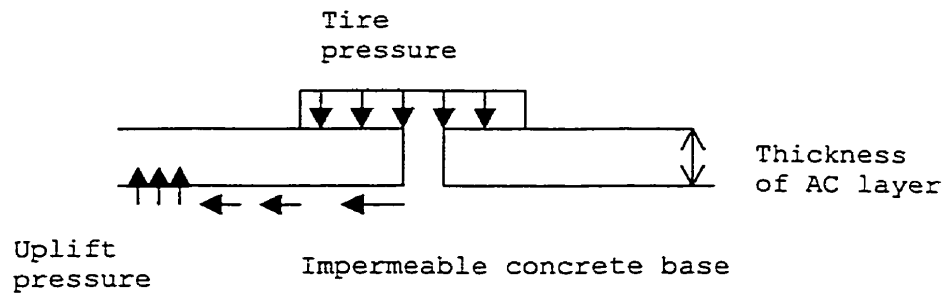 Tire
pressure
Thickness
of AC layer
Uplift
pressure
Impermeable concrete base